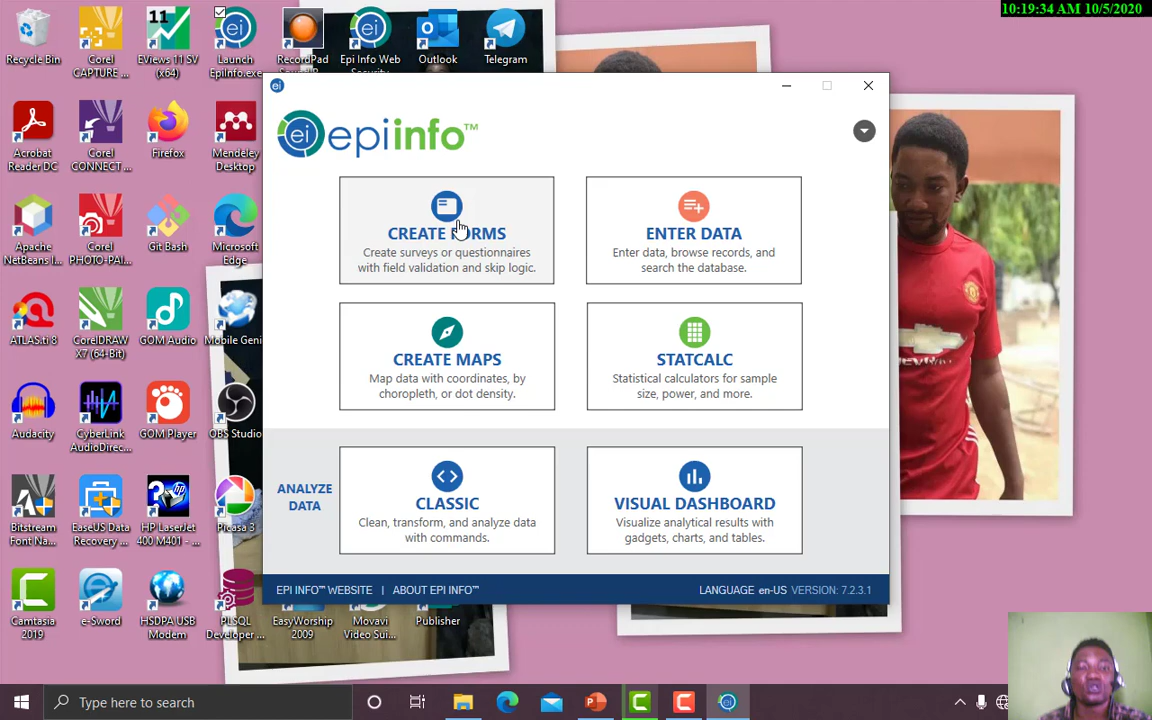 10:19:34 AM 10/5/2020
Recycle Bin
Corel CAPTURE ...
EViews 11 SV (x64)
Launch EpiInfo.exe
RecordPad
Epi Info Web Security
Outlook
Telegram
Acrobat Reader DC
Corel CONNECT ...
Firefox
Mendeley Desktop
Apache NetBeans I...
Corel PHOTO-PAI...
Git Bash
Microsoft Edge
ATLAS.ti 8
CorelDRAW X7 (64-Bit)
GOM Audio
Mobile Geni
Audacity
CyberLink AudioDirec...
GOM Player
OBS Studio
Bitstream Font Na...
EaseUS Data Recovery ...
HP LaserJet 400 M401 - ...
Picasa 3
Camtasia 2019
e-Sword
HSDPA USB Modem
PLSQL Developer ...
EasyWorship 2009
Movavi Video Sui...
Publisher
ei
ei epiinfo™
CREATE FORMS
Create surveys or questionnaires
with field validation and skip logic.
ENTER DATA
Enter data, browse records, and
search the database.
CREATE MAPS
Map data with coordinates, by
choropleth, or dot density.
STATCALC
Statistical calculators for sample
size, power, and more.
ANALYZE
DATA
CLASSIC
Clean, transform, and analyze data
with commands.
VISUAL DASHBOARD
Visualize analytical results with
gadgets, charts, and tables.
EPI INFO™ WEBSITE | ABOUT EPI INFO™
LANGUAGE en-US VERSION: 7.2.3.1
Type here to search